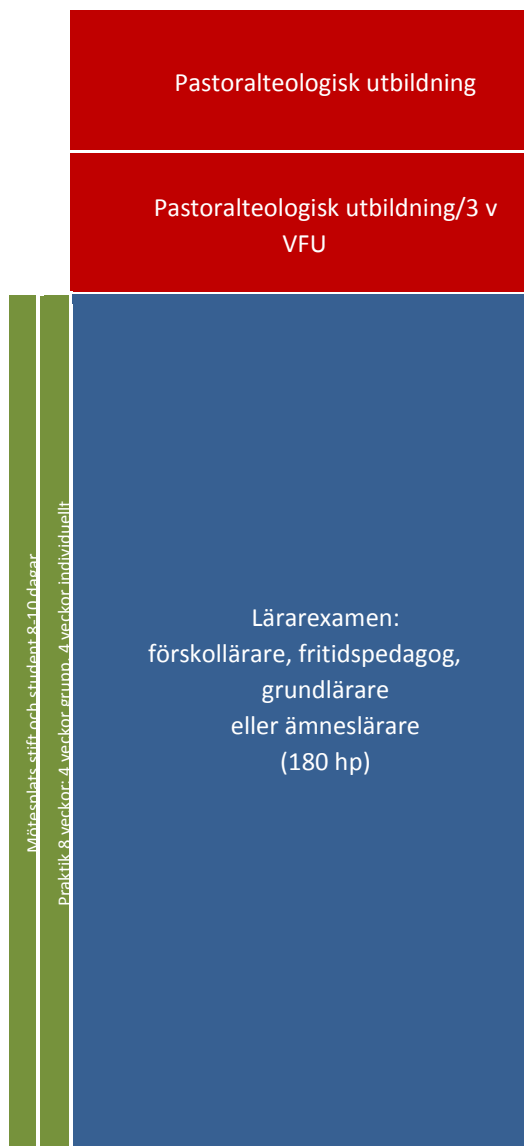 Pastoralteologisk utbildning
Pastoralteologisk utbildning/3 v
VFU
Mötesplats stift och student 8-10 dagar
Praktik 8 veckor: 4 veckor grupp, 4 veckor individuellt
Lärarexamen:
förskollärare, fritidspedagog,
grundlärare
eller ämneslärare
(180 hp)